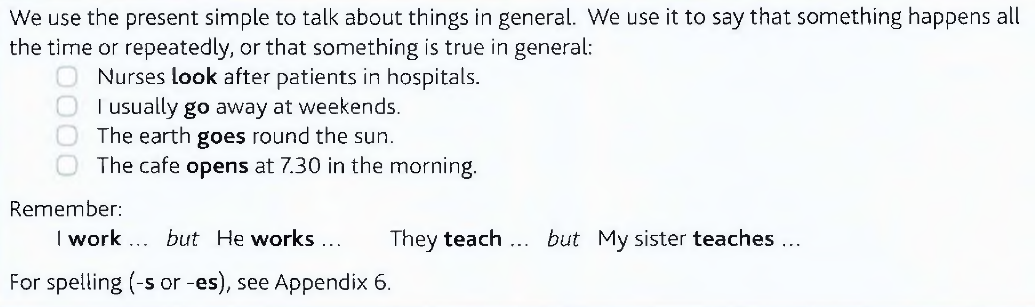 We use the present simple to talk about things in general. We use it to say that something happens all
the time or repeatedly, or that something is true in general:
Nurses look after patients in hospitals.
I usually go away at weekends.
The earth goes round the sun.
The cafe opens at 7.30 in the morning.
Remember:
I work ... but He works ... They teach ... but My sister teaches ...
For spelling (-s or -es), see Appendix 6.